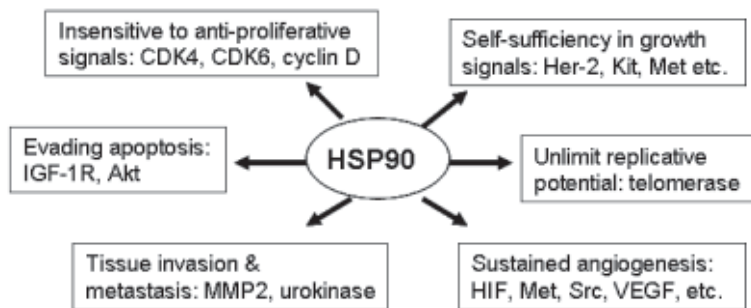 Insensitive to anti-proliferative
signals: CDK4, CDK6, cyclin D
Self-sufficiency in growth
signals: Her-2, Kit, Met etc.
Evading apoptosis:
IGF-1R, Akt
HSP90
Unlimit replicative
potential: telomerase
Tissue invasion &
metastasis: MMP2, urokinase
Sustained angiogenesis:
HIF, Met, Src, VEGF, etc.